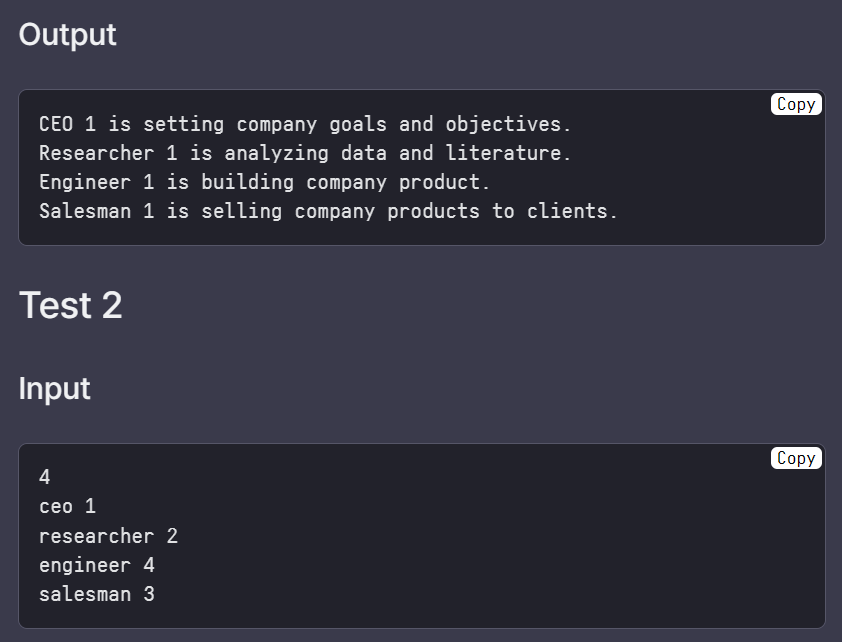 Output
Copy
CEO 1 is setting company goals and objectives.
Researcher 1 is analyzing data and literature.
Engineer 1 is building company product.
Salesman 1 is selling company products to clients.
Test 2
Input
Copy
4
ceo 1
researcher 2
engineer 4
salesman 3